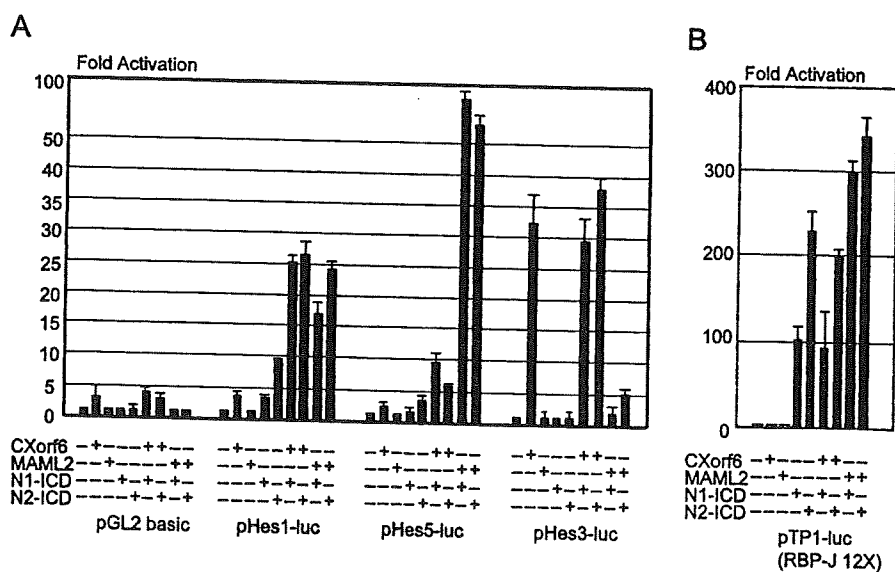 A
Fold Activation
100
50
40
35
30
25
20
15
10
5
0
CXorf6 -+----++-- -+----++-- -+----++-- -+----++--
MAML2 --+-----++ --+-----++ --+-----++ --+-----++
N1-ICD ---+-+-+- ---+-+-+- ---+-+-+- ---+-+-+-
N2-ICD ----+-+-+ ----+-+-+ ----+-+-+ ----+-+-+
pGL2 basic pHes1-luc pHes5-luc pHes3-luc
B
Fold Activation
400
300
200
100
0
CXorf6 -+---++--
MAML2 --+----++
N1-ICD ---+-+-+-
N2-ICD ----+-+-+
pTP1-luc
(RBP-J 12X)